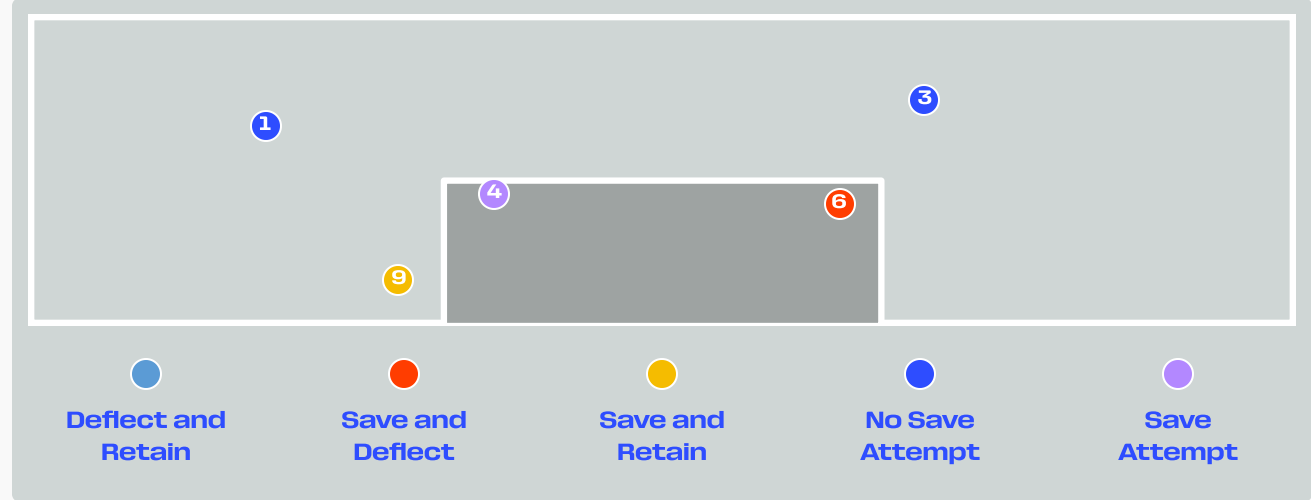 3
1
4
6
9
Deflect and
Retain
Save and
Deflect
Save and
Retain
No Save
Attempt
Save
Attempt